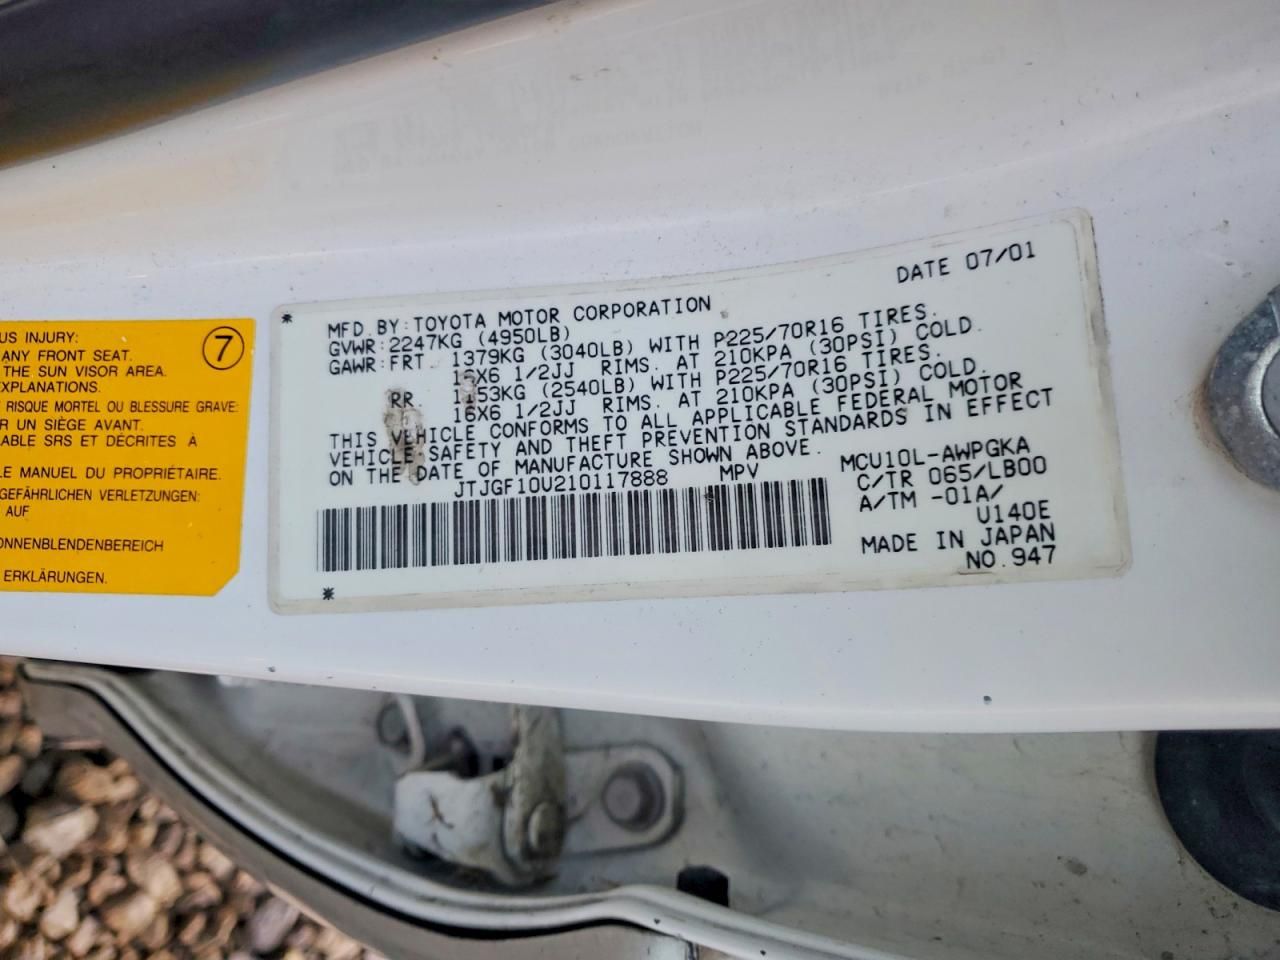 US INJURY:
ANY FRONT SEAT.
THE SUN VISOR AREA.
EXPLANATIONS.
RISQUE MORTEL OU BLESSURE GRAVE:
R UN SIÈGE AVANT.
ABLE SRS ET DÉCRITES À
LE MANUEL DU PROPRIÉTAIRE.
GEFÄHRLICHEN VERLETZUNGEN:
AUF
ONNENBLENDENBEREICH
ERKLÄRUNGEN.
7
DATE 07/01
* MFD. BY: TOYOTA MOTOR CORPORATION
GVWR: 2247KG (4950LB)
GAWR: FRT. 1379KG (3040LB) WITH P225/70R16 TIRES.
16X6 1/2JJ RIMS. AT 210KPA (30PSI) COLD.
RR. 1153KG (2540LB) WITH P225/70R16 TIRES.
16X6 1/2JJ RIMS. AT 210KPA (30PSI) COLD.
THIS VEHICLE CONFORMS TO ALL APPLICABLE FEDERAL MOTOR
VEHICLE SAFETY AND THEFT PREVENTION STANDARDS IN EFFECT
ON THE DATE OF MANUFACTURE SHOWN ABOVE.
JTJGF10U210117888 MPV
MCU10L-AWPGKA
C/TR 065/LB00
A/TM -01A/
U140E
MADE IN JAPAN
NO. 947
*